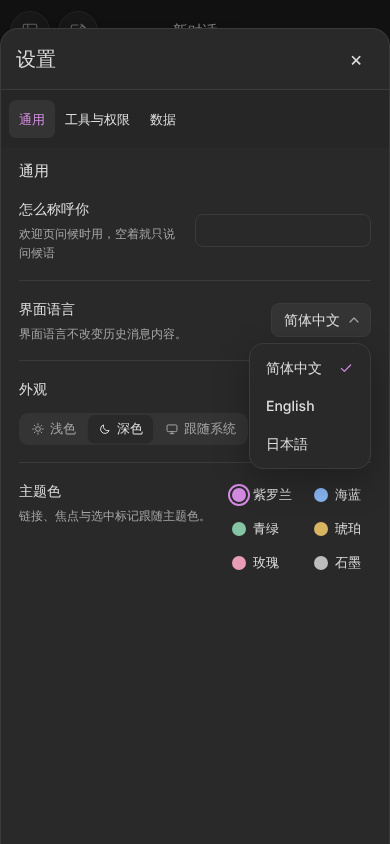 新对话
设置
通用 工具与权限 数据
通用
怎么称呼你
欢迎页问候时用，空着就只说
问候语
界面语言
界面语言不改变历史消息内容。
简体中文
简体中文
English
日本語
外观
浅色 深色 跟随系统
主题色
链接、焦点与选中标记跟随主题色。
紫罗兰 海蓝
青绿 琥珀
玫瑰 石墨